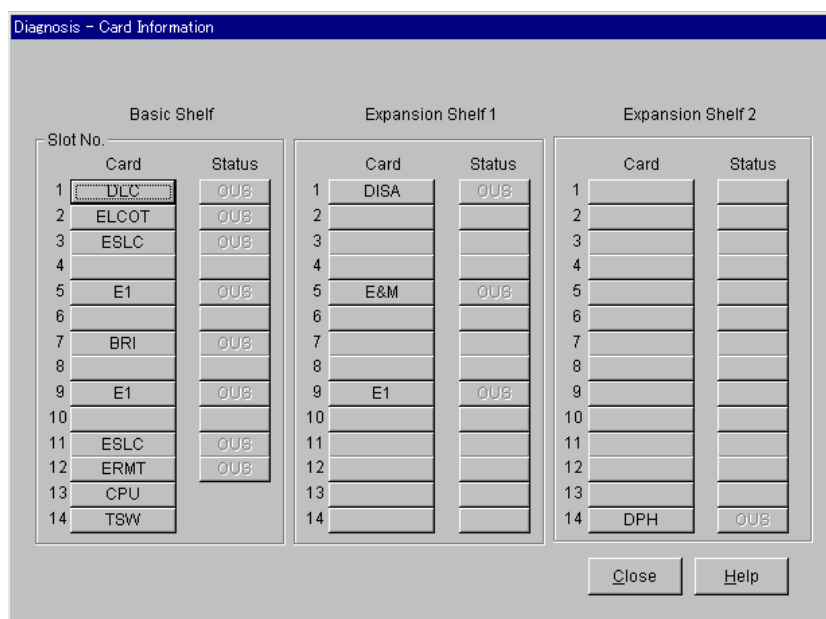 Diagnosis - Card Information
Basic Shelf Expansion Shelf 1 Expansion Shelf 2
Slot No.
Card Status Card Status Card Status
1 DLC OUS 1 DISA OUS 1
2 ELCOT OUS 2 2
3 ESLC OUS 3 3
4 4 4
5 E1 OUS 5 E&M OUS 5
6 6 6
7 BRI OUS 7 7
8 8 8
9 E1 OUS 9 E1 OUS 9
10 10 10
11 ESLC OUS 11 11
12 ERMT OUS 12 12
13 CPU 13 13
14 TSW 14 14 DPH OUS
Close Help